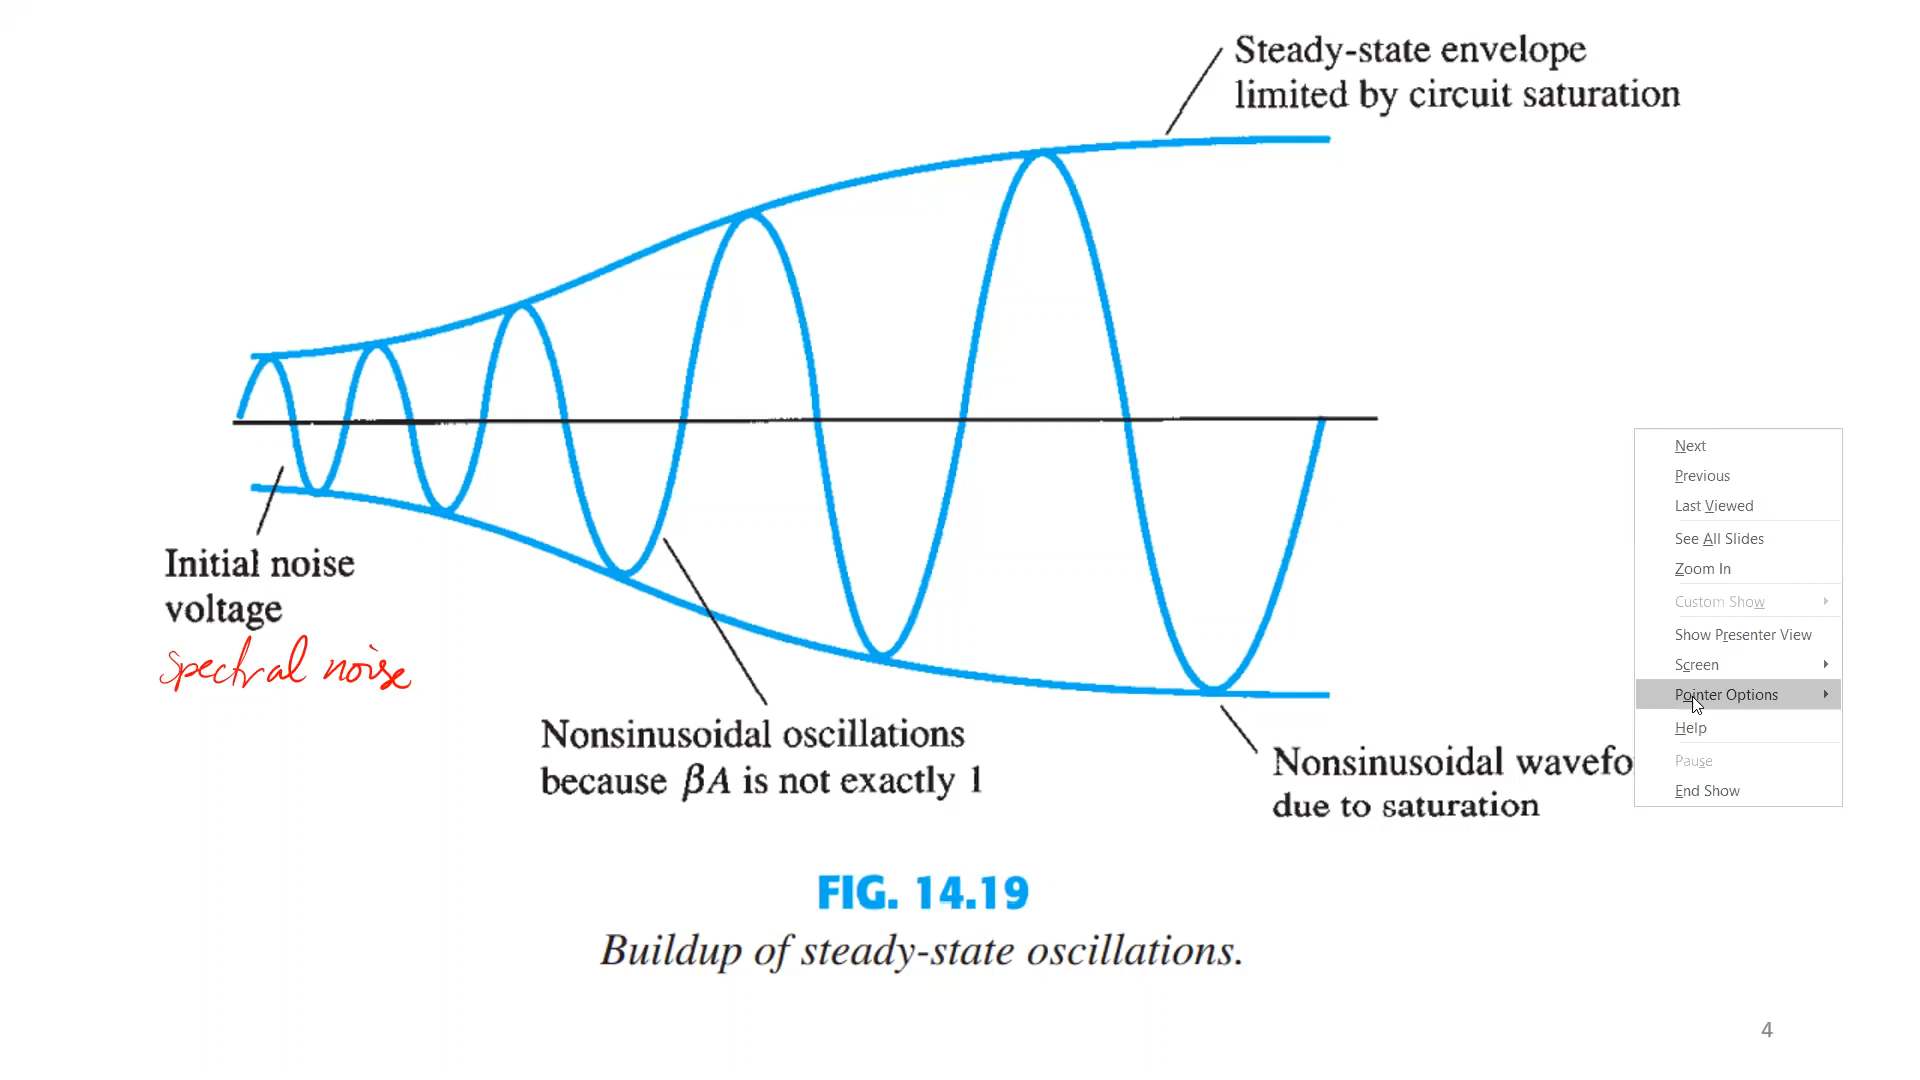 Steady-state envelope
limited by circuit saturation
Initial noise
voltage
spectral noise
Nonsinusoidal oscillations
because βA is not exactly 1
Nonsinusoidal wavefo
due to saturation
FIG. 14.19
Buildup of steady-state oscillations.
Next
Previous
Last Viewed
See All Slides
Zoom In
Custom Show
Show Presenter View
Screen
Pointer Options
Help
Pause
End Show
4